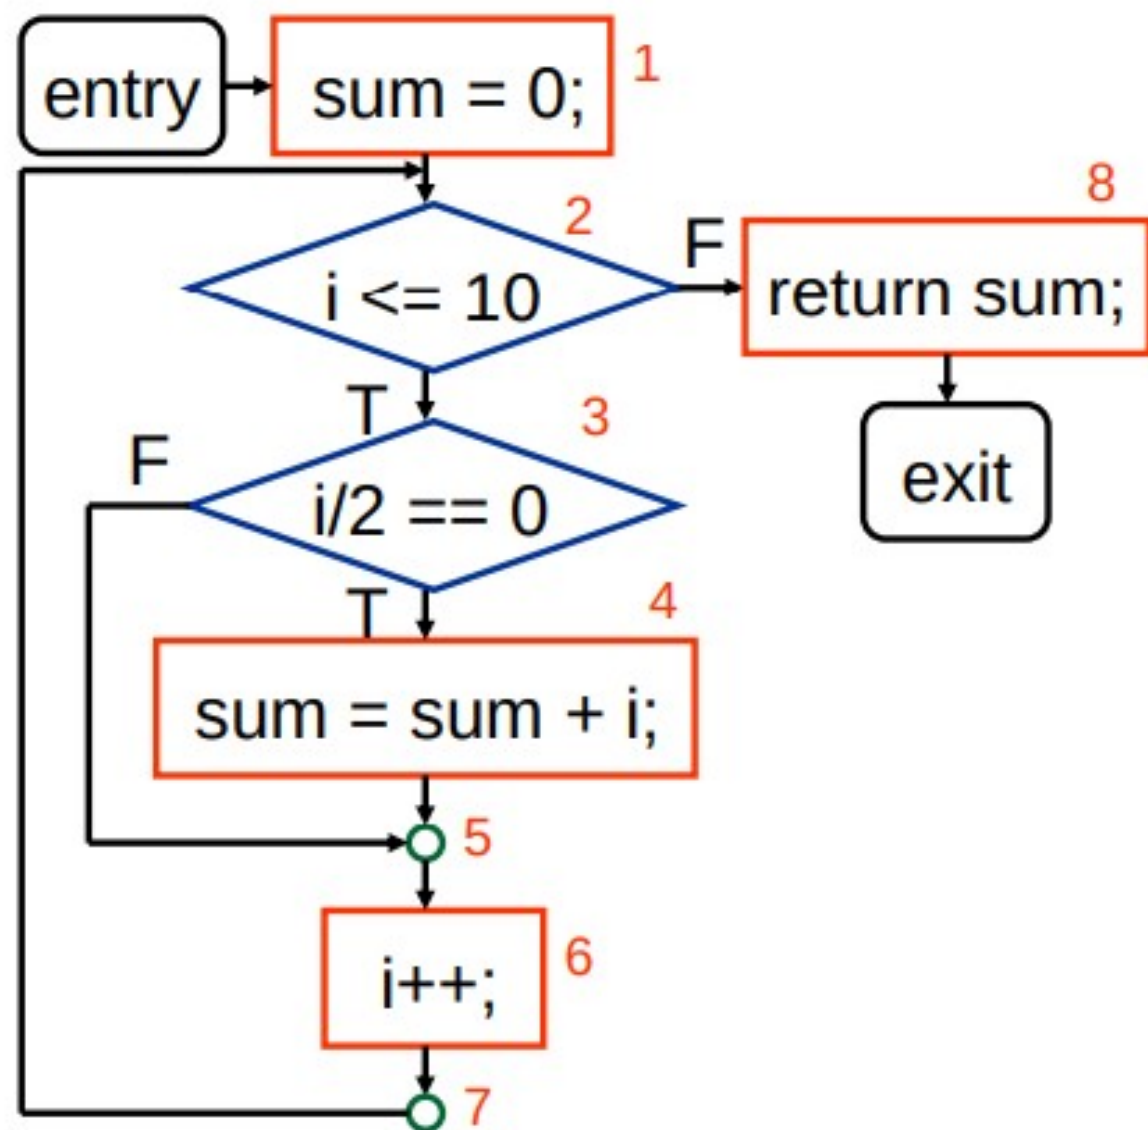 entry
sum = 0;
1
2
i <= 10
F
8
return sum;
exit
T
3
F
i/2 == 0
T
4
sum = sum + i;
5
6
i++;
7